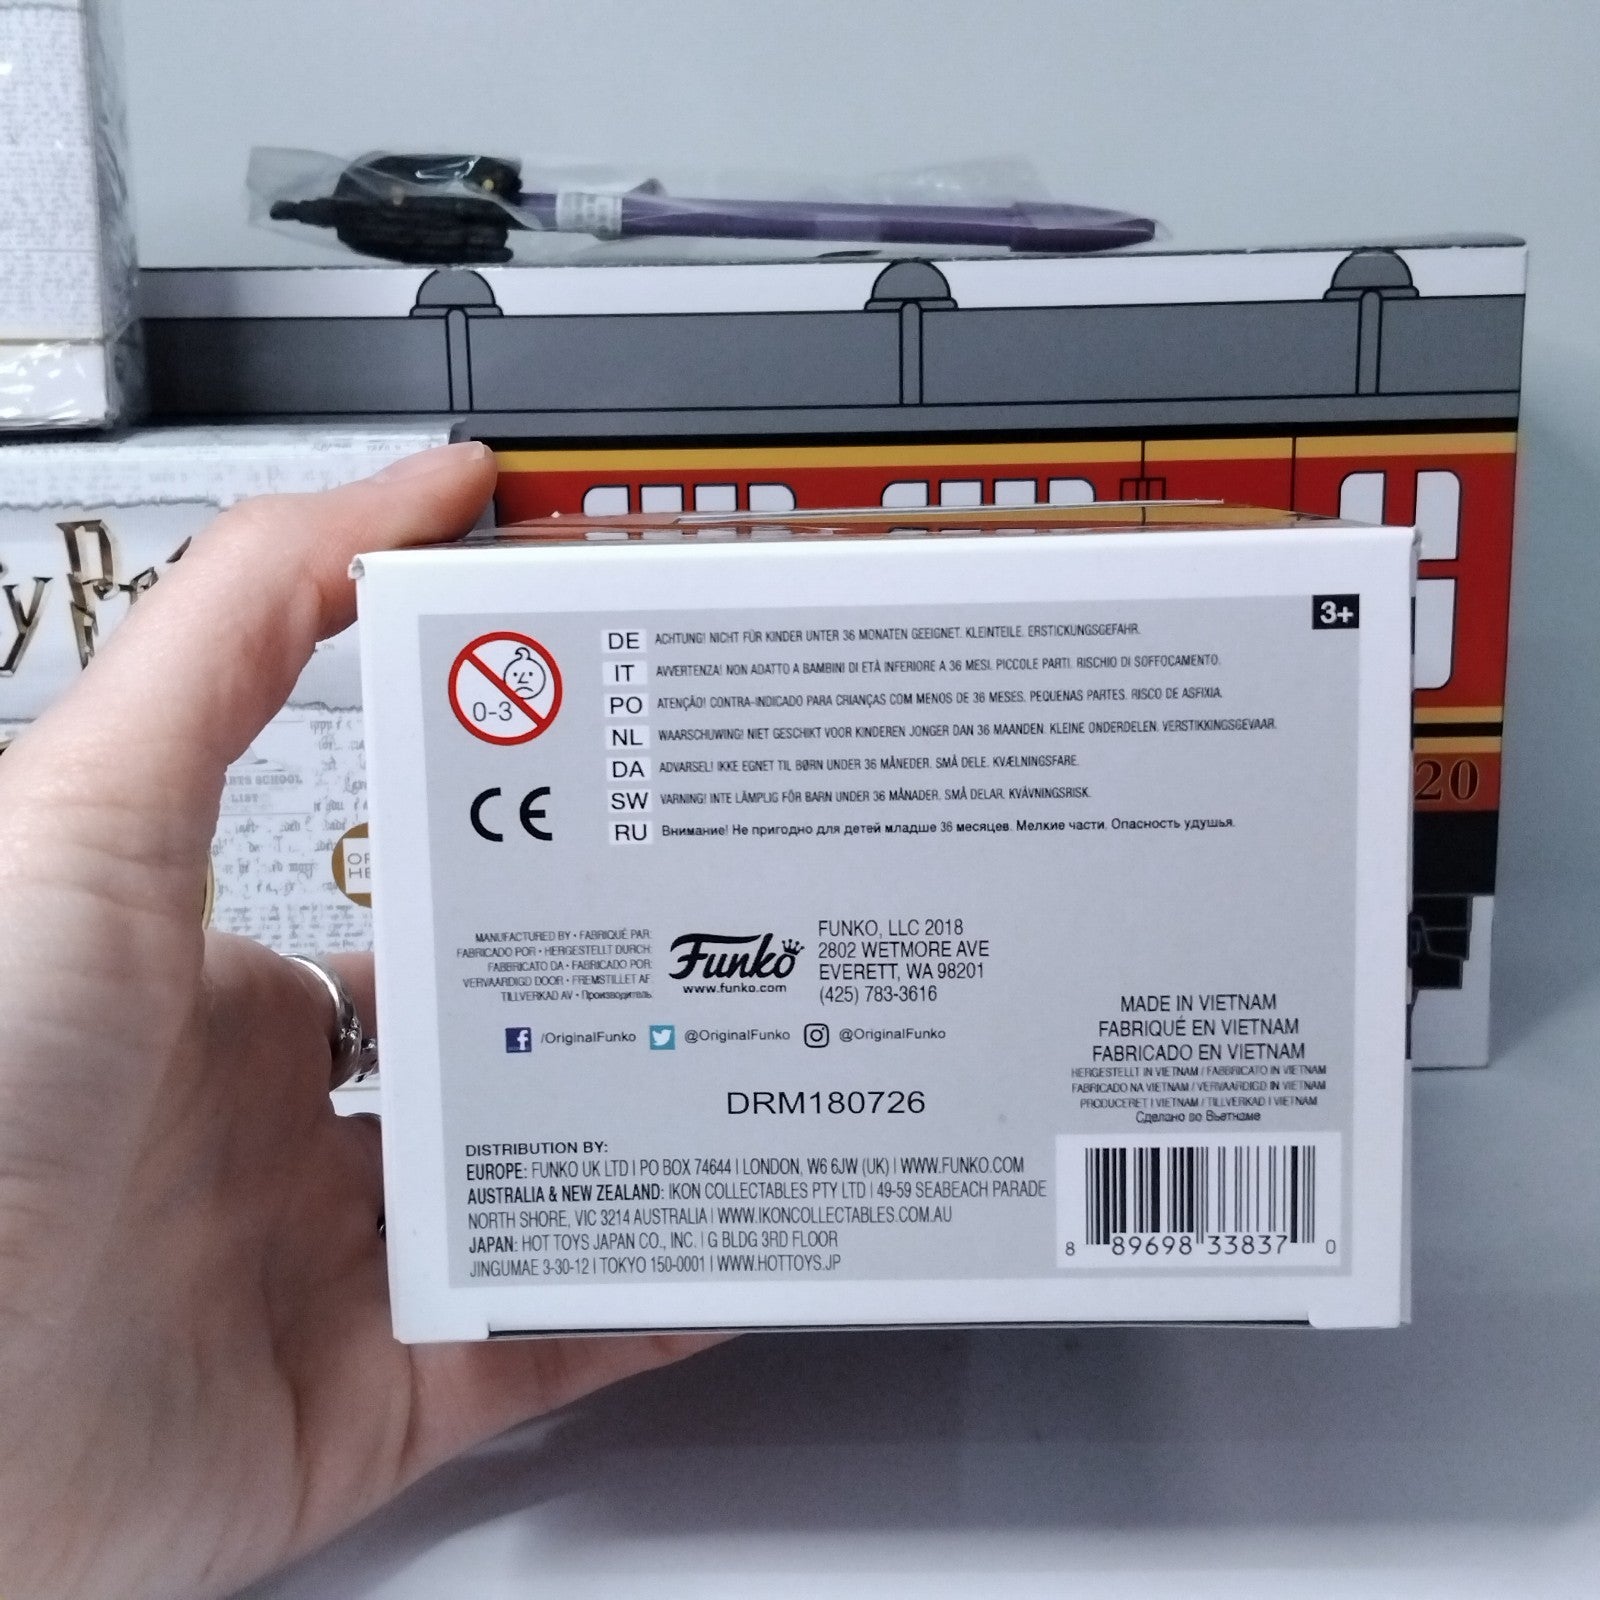 3+
0-3
DE ACHTUNG! NICHT FÜR KINDER UNTER 36 MONATEN GEEIGNET. KLEINTEILE. ERSTICKUNGSGEFAHR.
IT AVVERTENZA! NON ADATTO A BAMBINI DI ETÀ INFERIORE A 36 MESI. PICCOLE PARTI. RISCHIO DI SOFFOCAMENTO.
PO ATENÇÃO! CONTRA-INDICADO PARA CRIANÇAS COM MENOS DE 36 MESES. PEQUENAS PARTES. RISCO DE ASFIXIA.
NL WAARSCHUWING! NIET GESCHIKT VOOR KINDEREN JONGER DAN 36 MAANDEN. KLEINE ONDERDELEN. VERSTIKKINGSGEVAAR.
DA ADVARSEL! IKKE EGNET TIL BØRN UNDER 36 MÅNEDER. SMÅ DELE. KVÆLNINGSFARE.
SW VARNING! INTE LÄMPLIG FÖR BARN UNDER 36 MÅNADER. SMÅ DELAR. KVÄVNINGSRISK.
RU Внимание! Не пригодно для детей младше 36 месяцев. Мелкие части. Опасность удушья.
CE
MANUFACTURED BY • FABRIQUÉ PAR:
FABRICADO POR • HERGESTELLT DURCH:
FABBRICATO DA • FABRICADO POR:
VERVAARDIGD DOOR • FREMSTILLET AF
TILLVERKAD AV • Производитель
Funko
www.funko.com
FUNKO, LLC 2018
2802 WETMORE AVE
EVERETT, WA 98201
(425) 783-3616
/OriginalFunko @OriginalFunko @OriginalFunko
MADE IN VIETNAM
FABRIQUÉ EN VIETNAM
FABRICADO EN VIETNAM
HERGESTELLT IN VIETNAM / FABBRICATO IN VIETNAM
FABRICADO NA VIETNAM / VERVAARDIGD IN VIETNAM
PRODUCERET I VIETNAM / TILLVERKAD I VIETNAM
Сделано во Вьетнаме
DRM180726
DISTRIBUTION BY:
EUROPE: FUNKO UK LTD | PO BOX 74644 | LONDON, W6 6JW (UK) | WWW.FUNKO.COM
AUSTRALIA & NEW ZEALAND: IKON COLLECTABLES PTY LTD | 49-59 SEABEACH PARADE
NORTH SHORE, VIC 3214 AUSTRALIA | WWW.IKONCOLLECTABLES.COM.AU
JAPAN: HOT TOYS JAPAN CO., INC. | G BLDG 3RD FLOOR
JINGUMAE 3-30-12 | TOKYO 150-0001 | WWW.HOTTOYS.JP
8 89698 33837 0
20
SCHOOL
LIST